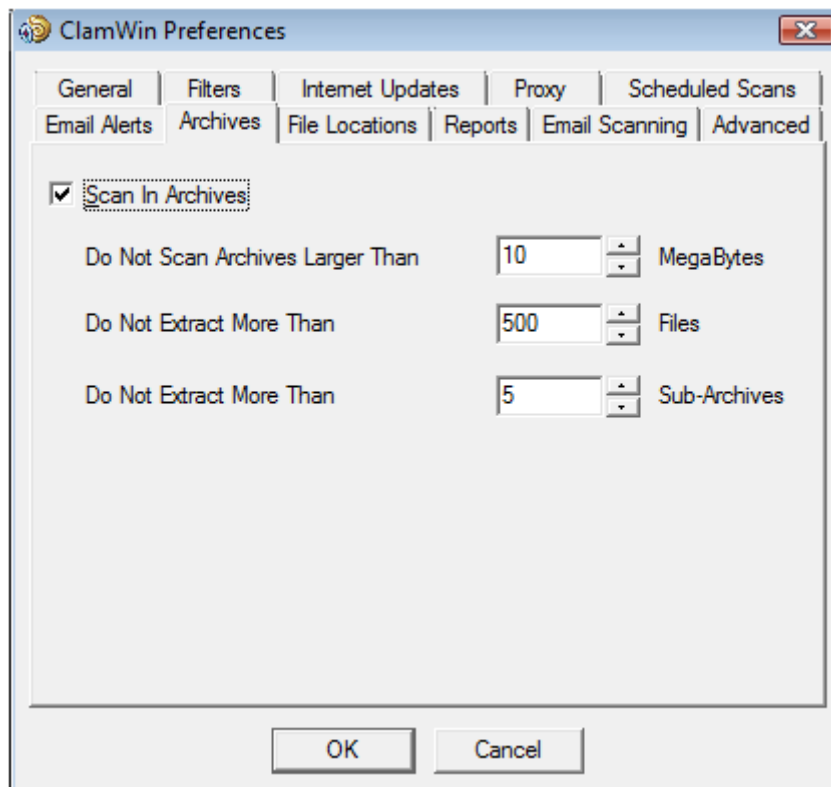 ClamWin Preferences
General Filters Internet Updates Proxy Scheduled Scans
Email Alerts Archives File Locations Reports Email Scanning Advanced
Scan In Archives
Do Not Scan Archives Larger Than 10 MegaBytes
Do Not Extract More Than 500 Files
Do Not Extract More Than 5 Sub-Archives
OK Cancel